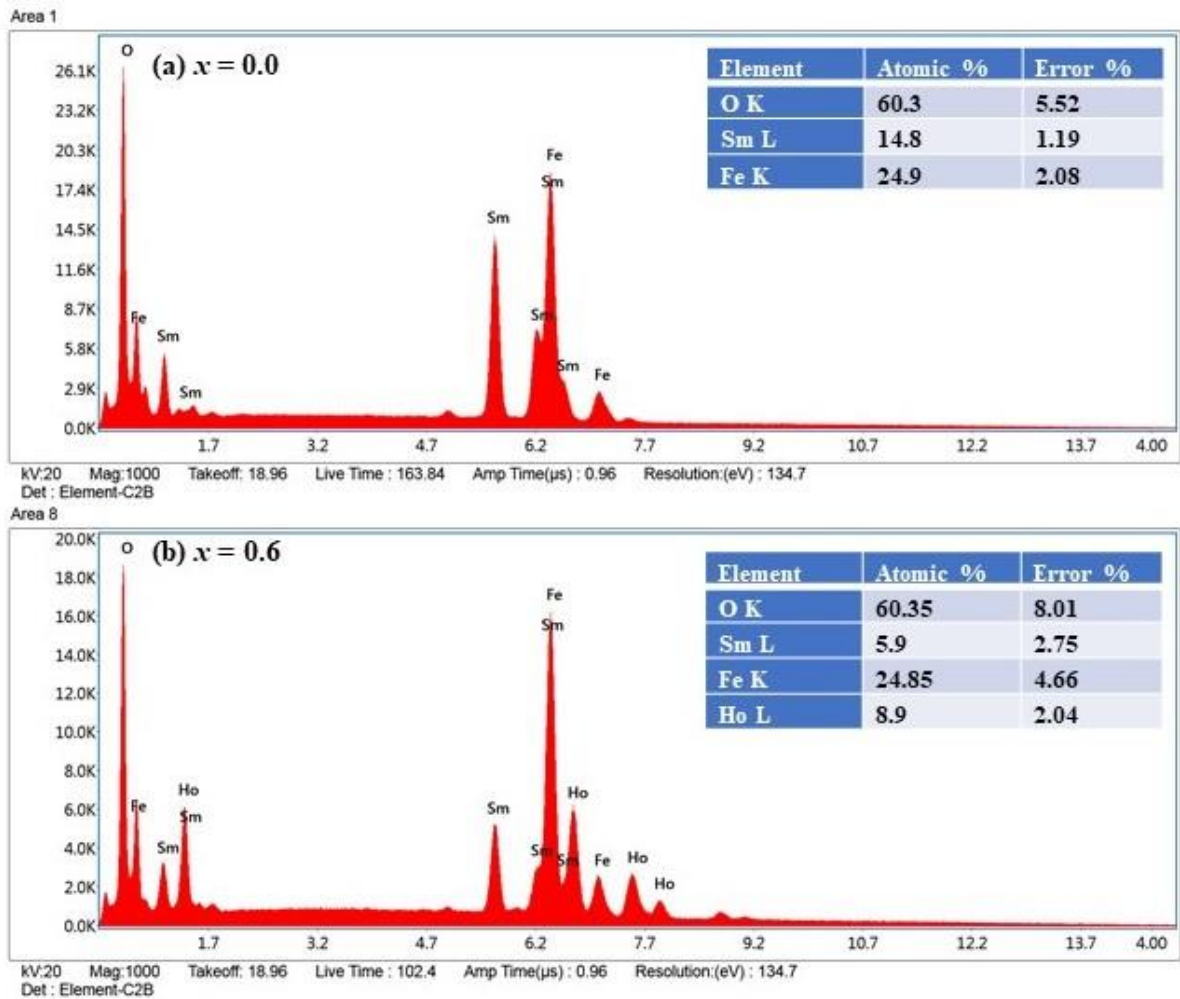 Area 1
O
(a) x = 0.0
Element Atomic % Error %
O K 60.3 5.52
Sm L 14.8 1.19
Fe K 24.9 2.08
26.1K
23.2K
20.3K
17.4K
14.5K
11.6K
8.7K
5.8K
2.9K
0.0K
Fe
Sm
Sm
Sm
Fe
Sm
Sm
Sm
Fe
1.7 3.2 4.7 6.2 7.7 9.2 10.7 12.2 13.7 4.00
kV:20 Mag:1000 Takeoff: 18.96 Live Time : 163.84 Amp Time(µs) : 0.96 Resolution:(eV) : 134.7
Det : Element-C2B
Area 8
O
(b) x = 0.6
Element Atomic % Error %
O K 60.35 8.01
Sm L 5.9 2.75
Fe K 24.85 4.66
Ho L 8.9 2.04
20.0K
18.0K
16.0K
14.0K
12.0K
10.0K
8.0K
6.0K
4.0K
2.0K
0.0K
Fe
Sm
Ho
Sm
Sm
Fe
Sm
Sm
Sm
Ho
Fe
Ho
Ho
1.7 3.2 4.7 6.2 7.7 9.2 10.7 12.2 13.7 4.00
kV:20 Mag:1000 Takeoff: 18.96 Live Time : 102.4 Amp Time(µs) : 0.96 Resolution:(eV) : 134.7
Det : Element-C2B